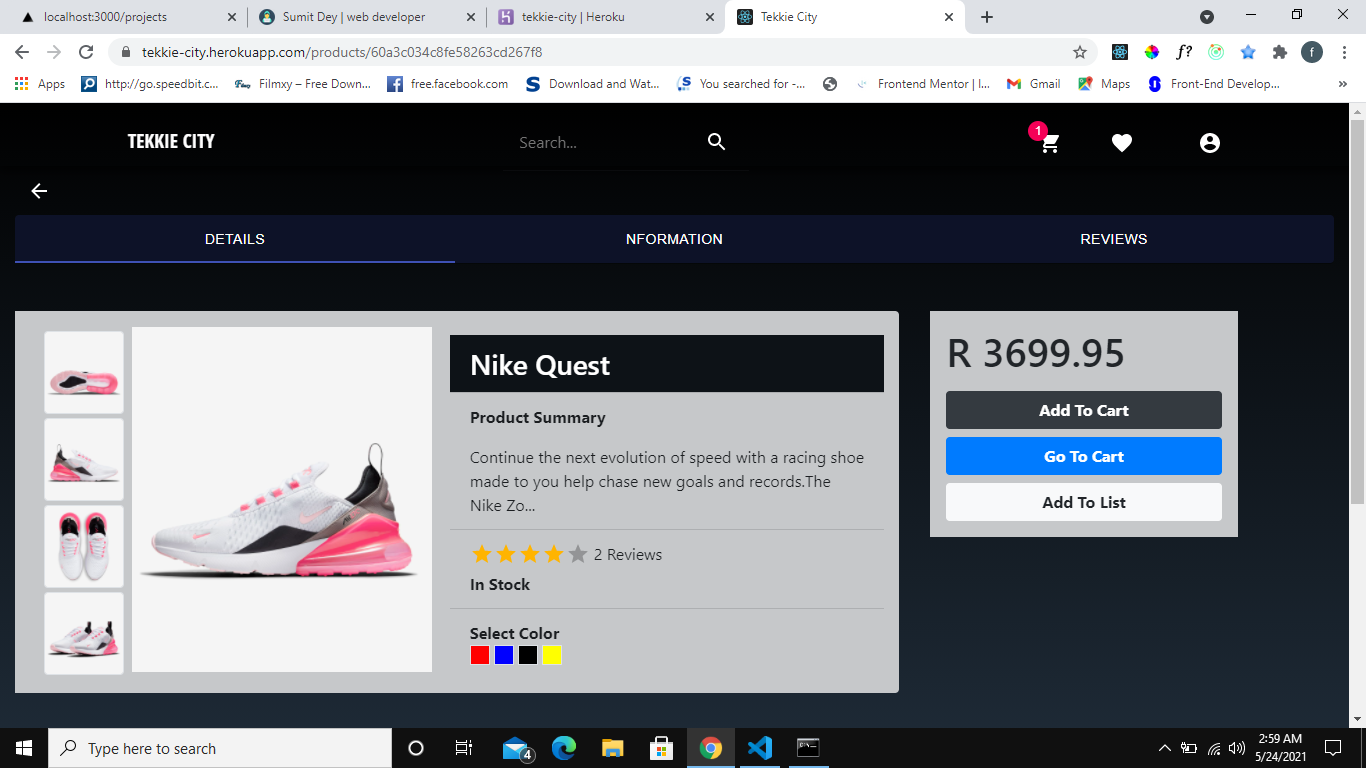 localhost:3000/projects
Sumit Dey | web developer
tekkie-city | Heroku
Tekkie City
tekkie-city.herokuapp.com/products/60a3c034c8fe58263cd267f8
f?
f
Apps
http://go.speedbit.c...
Filmxy – Free Down...
free.facebook.com
Download and Wat...
You searched for -...
Frontend Mentor | I...
Gmail
Maps
Front-End Develop...
TEKKIE CITY
Search...
1
DETAILS
NFORMATION
REVIEWS
Nike Quest
Product Summary
Continue the next evolution of speed with a racing shoe
made to you help chase new goals and records.The
Nike Zo...
2 Reviews
In Stock
Select Color
R 3699.95
Add To Cart
Go To Cart
Add To List
Type here to search
4
2:59 AM
5/24/2021